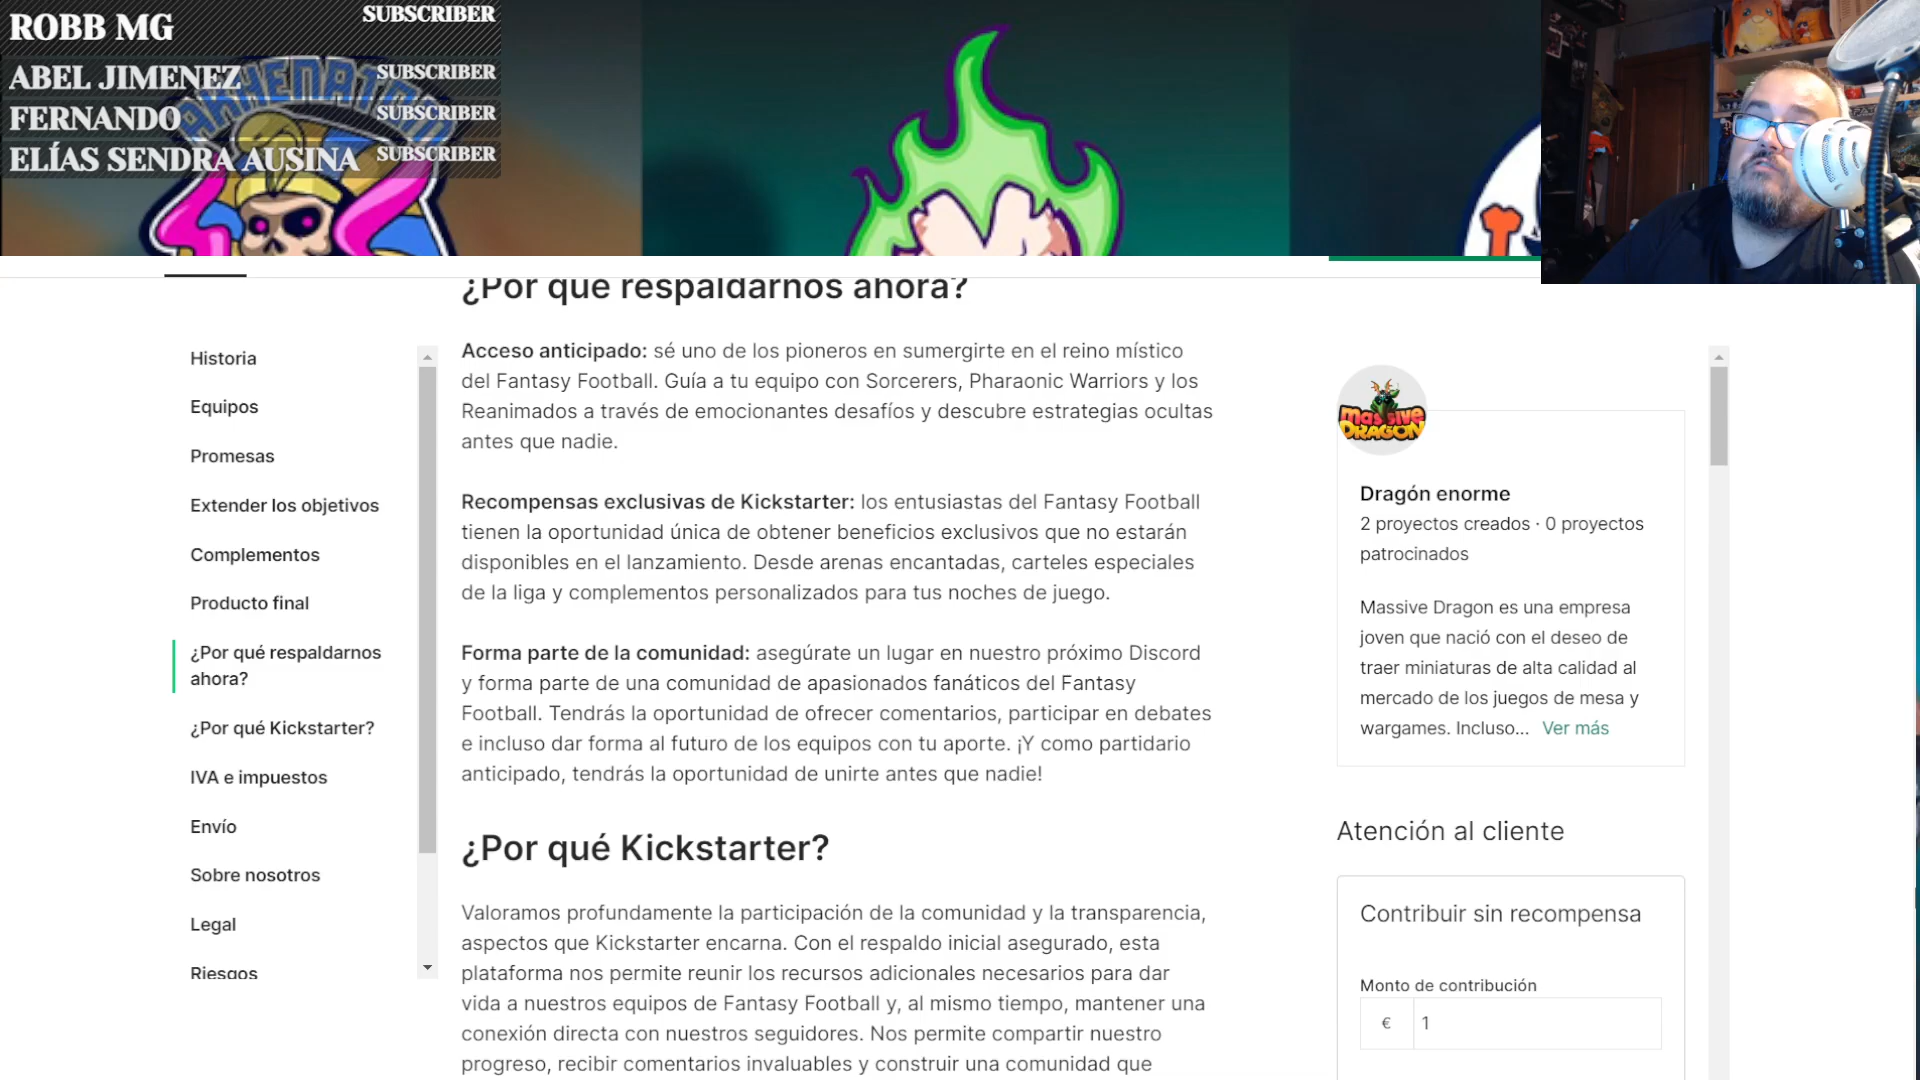 ROBB MG
SUBSCRIBER
ABEL JIMENEZ
SUBSCRIBER
FERNANDO
SUBSCRIBER
ELÍAS SENDRA AUSINA
SUBSCRIBER
¿Por qué respaldarnos ahora?
Historia
Equipos
Promesas
Extender los objetivos
Complementos
Producto final
¿Por qué respaldarnos
ahora?
¿Por qué Kickstarter?
IVA e impuestos
Envío
Sobre nosotros
Legal
Riesgos
Acceso anticipado: sé uno de los pioneros en sumergirte en el reino místico
del Fantasy Football. Guía a tu equipo con Sorcerers, Pharaonic Warriors y los
Reanimados a través de emocionantes desafíos y descubre estrategias ocultas
antes que nadie.
Recompensas exclusivas de Kickstarter: los entusiastas del Fantasy Football
tienen la oportunidad única de obtener beneficios exclusivos que no estarán
disponibles en el lanzamiento. Desde arenas encantadas, carteles especiales
de la liga y complementos personalizados para tus noches de juego.
Forma parte de la comunidad: asegúrate un lugar en nuestro próximo Discord
y forma parte de una comunidad de apasionados fanáticos del Fantasy
Football. Tendrás la oportunidad de ofrecer comentarios, participar en debates
e incluso dar forma al futuro de los equipos con tu aporte. ¡Y como partidario
anticipado, tendrás la oportunidad de unirte antes que nadie!
¿Por qué Kickstarter?
Valoramos profundamente la participación de la comunidad y la transparencia,
aspectos que Kickstarter encarna. Con el respaldo inicial asegurado, esta
plataforma nos permite reunir los recursos adicionales necesarios para dar
vida a nuestros equipos de Fantasy Football y, al mismo tiempo, mantener una
conexión directa con nuestros seguidores. Nos permite compartir nuestro
progreso, recibir comentarios invaluables y construir una comunidad que
MASSIVE
DRAGON
Dragón enorme
2 proyectos creados · 0 proyectos
patrocinados
Massive Dragon es una empresa
joven que nació con el deseo de
traer miniaturas de alta calidad al
mercado de los juegos de mesa y
wargames. Incluso... Ver más
Atención al cliente
Contribuir sin recompensa
Monto de contribución
€ 1